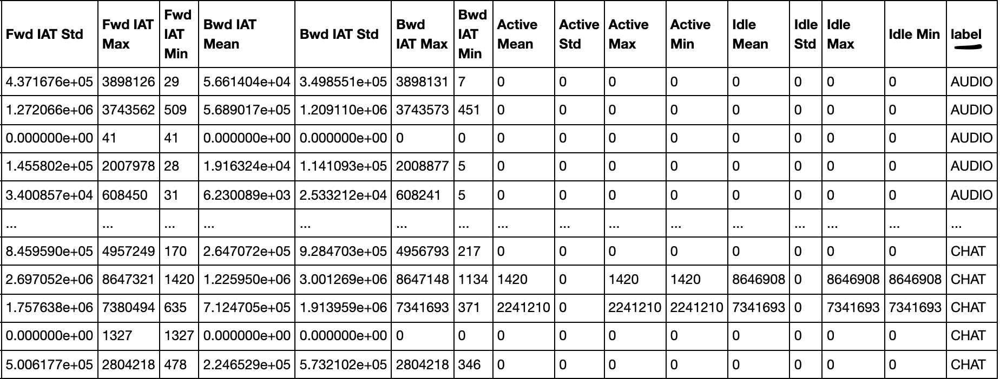 Fwd IAT Std Fwd IAT Max Fwd IAT Min Bwd IAT Mean Bwd IAT Std Bwd IAT Max Bwd IAT Min Active Mean Active Std Active Max Active Min Idle Mean Idle Std Idle Max Idle Min label
4.371676e+05 3898126 29 5.661404e+04 3.498551e+05 3898131 7 0 0 0 0 0 0 0 0 AUDIO
1.272066e+06 3743562 509 5.689017e+05 1.209110e+06 3743573 451 0 0 0 0 0 0 0 0 AUDIO
0.000000e+00 41 41 0.000000e+00 0.000000e+00 0 0 0 0 0 0 0 0 0 0 AUDIO
1.455802e+05 2007978 28 1.916324e+04 1.141093e+05 2008877 5 0 0 0 0 0 0 0 0 AUDIO
3.400857e+04 608450 31 6.230089e+03 2.533212e+04 608241 5 0 0 0 0 0 0 0 0 AUDIO
... ... ... ... ... ... ... ... ... ... ... ... ... ... ... ...
8.459590e+05 4957249 170 2.647072e+05 9.284703e+05 4956793 217 0 0 0 0 0 0 0 0 CHAT
2.697052e+06 8647321 1420 1.225950e+06 3.001269e+06 8647148 1134 1420 0 1420 1420 8646908 0 8646908 8646908 CHAT
1.757638e+06 7380494 635 7.124705e+05 1.913959e+06 7341693 371 2241210 0 2241210 2241210 7341693 0 7341693 7341693 CHAT
0.000000e+00 1327 1327 0.000000e+00 0.000000e+00 0 0 0 0 0 0 0 0 0 0 CHAT
5.006177e+05 2804218 478 2.246529e+05 5.732102e+05 2804218 346 0 0 0 0 0 0 0 0 CHAT